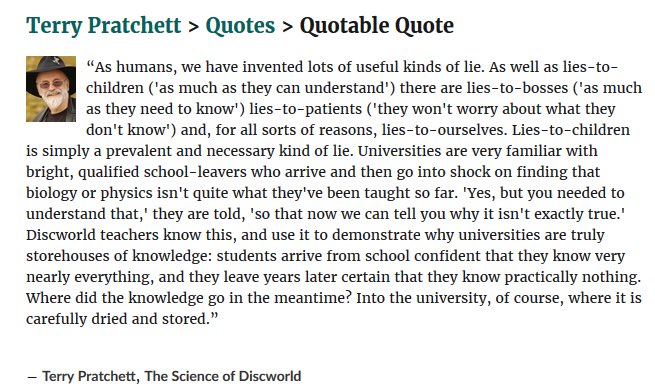 Terry Pratchett > Quotes > Quotable Quote
“As humans, we have invented lots of useful kinds of lie. As well as lies-to-
children ('as much as they can understand') there are lies-to-bosses ('as much
as they need to know') lies-to-patients ('they won't worry about what they
don't know') and, for all sorts of reasons, lies-to-ourselves. Lies-to-children
is simply a prevalent and necessary kind of lie. Universities are very familiar with
bright, qualified school-leavers who arrive and then go into shock on finding that
biology or physics isn't quite what they've been taught so far. 'Yes, but you needed to
understand that,' they are told, 'so that now we can tell you why it isn't exactly true.'
Discworld teachers know this, and use it to demonstrate why universities are truly
storehouses of knowledge: students arrive from school confident that they know very
nearly everything, and they leave years later certain that they know practically nothing.
Where did the knowledge go in the meantime? Into the university, of course, where it is
carefully dried and stored.”
― Terry Pratchett, The Science of Discworld